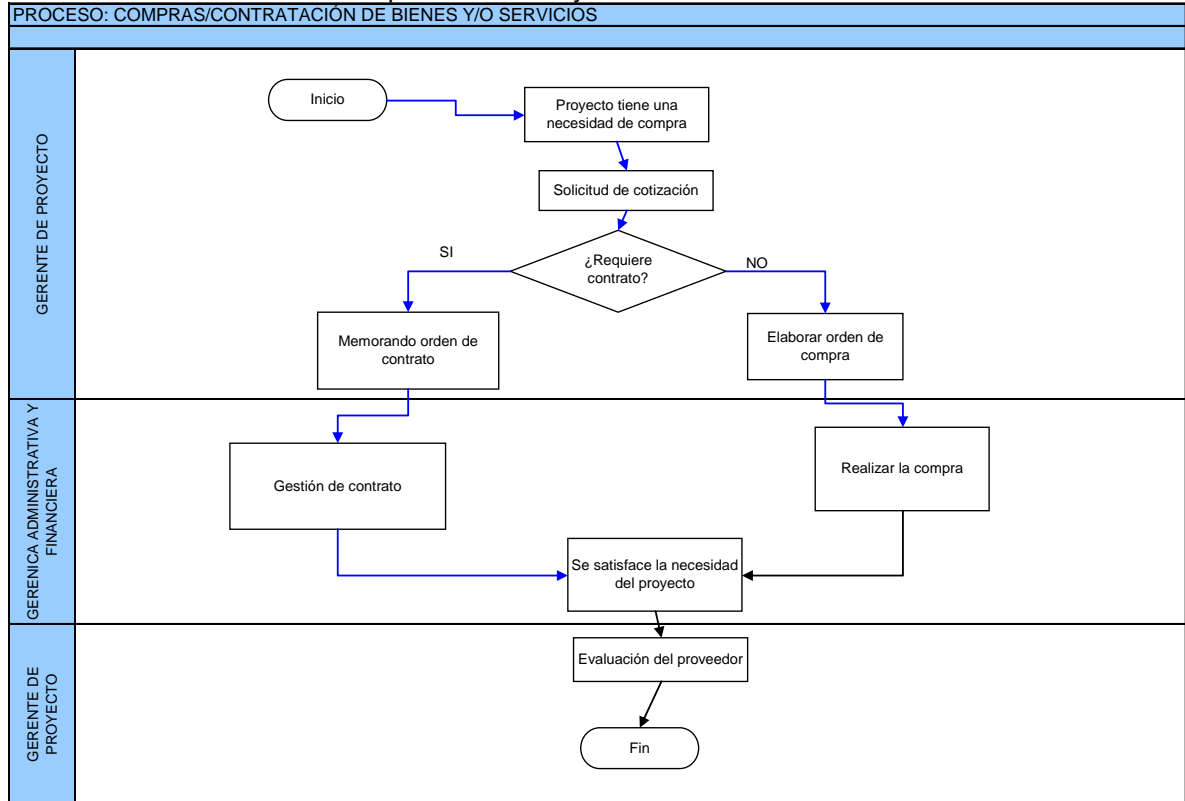 PROCESO: COMPRAS/CONTRATACIÓN DE BIENES Y/O SERVICIOS
GERENTE DE PROYECTO
Inicio
Proyecto tiene una
necesidad de compra
Solicitud de cotización
¿Requiere
contrato?
SI
NO
Memorando orden de
contrato
Elaborar orden de
compra
GERENICA ADMINISTRATIVA Y
FINANCIERA
Gestión de contrato
Realizar la compra
Se satisface la necesidad
del proyecto
GERENTE DE
PROYECTO
Evaluación del proveedor
Fin